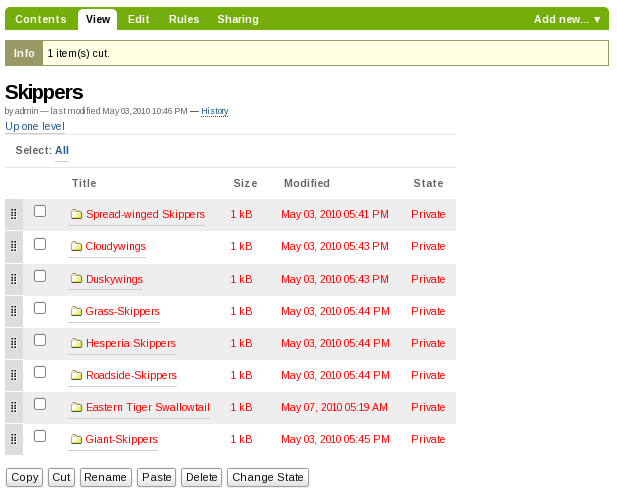 Contents View Edit Rules Sharing Add new... ▼
Info 1 item(s) cut.
Skippers
by admin — last modified May 03, 2010 10:46 PM — History
Up one level
Select: All
Title Size Modified State
Spread-winged Skippers 1 kB May 03, 2010 05:41 PM Private
Cloudywings 1 kB May 03, 2010 05:43 PM Private
Duskywings 1 kB May 03, 2010 05:43 PM Private
Grass-Skippers 1 kB May 03, 2010 05:44 PM Private
Hesperia Skippers 1 kB May 03, 2010 05:44 PM Private
Roadside-Skippers 1 kB May 03, 2010 05:44 PM Private
Eastern Tiger Swallowtail 1 kB May 07, 2010 05:19 AM Private
Giant-Skippers 1 kB May 03, 2010 05:45 PM Private
Copy Cut Rename Paste Delete Change State